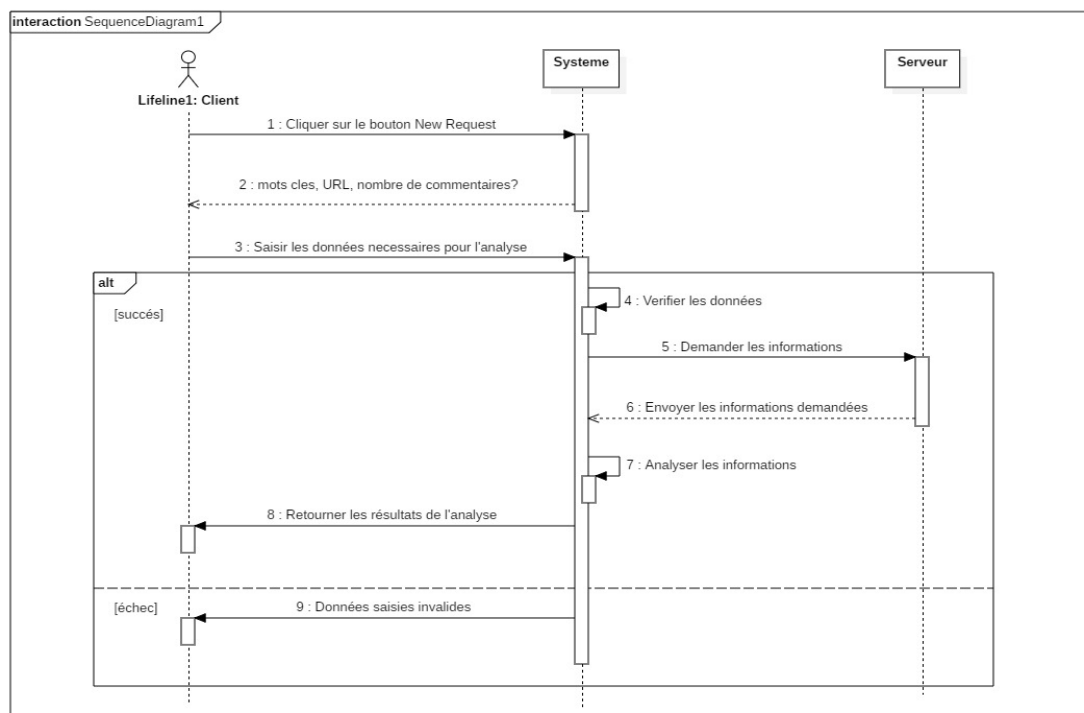 interaction SequenceDiagram1
Systeme
Serveur
Lifeline1: Client
1 : Cliquer sur le bouton New Request
2 : mots cles, URL, nombre de commentaires?
3 : Saisir les données necessaires pour l'analyse
alt
[succés]
4 : Verifier les données
5 : Demander les informations
6 : Envoyer les informations demandées
7 : Analyser les informations
8 : Retourner les résultats de l'analyse
[échec]
9 : Données saisies invalides